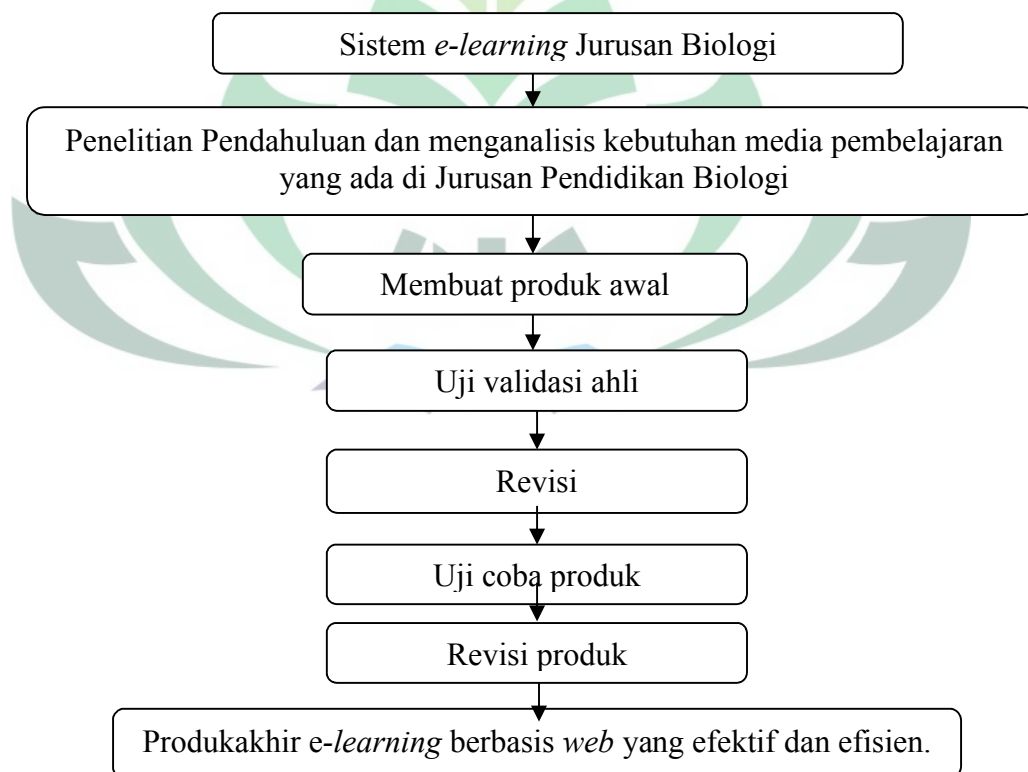 Sistem e-learning Jurusan Biologi
Penelitian Pendahuluan dan menganalisis kebutuhan media pembelajaran
yang ada di Jurusan Pendidikan Biologi
Membuat produk awal
Uji validasi ahli
Revisi
Uji coba produk
Revisi produk
Produkakhir e-learning berbasis web yang efektif dan efisien.